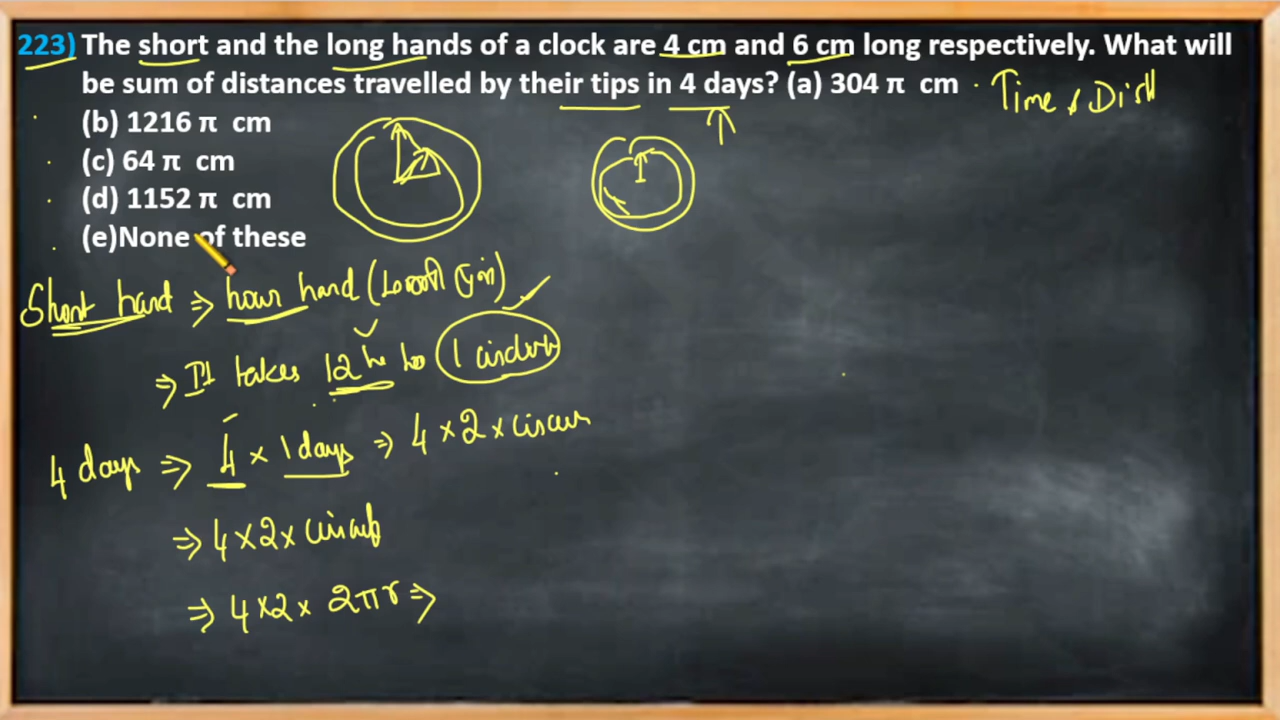 223) The short and the long hands of a clock are 4 cm and 6 cm long respectively. What will
be sum of distances travelled by their tips in 4 days? (a) 304 π cm
Time & Dist
(b) 1216 π cm
(c) 64 π cm
(d) 1152 π cm
(e)None of these
Short hand ⇒ hour hand
⇒ It takes 12 h to 1
4 days ⇒ 4 × 1 days ⇒ 4 × 2 × circum
⇒ 4 × 2 ×
⇒ 4 × 2 × 2πr ⇒